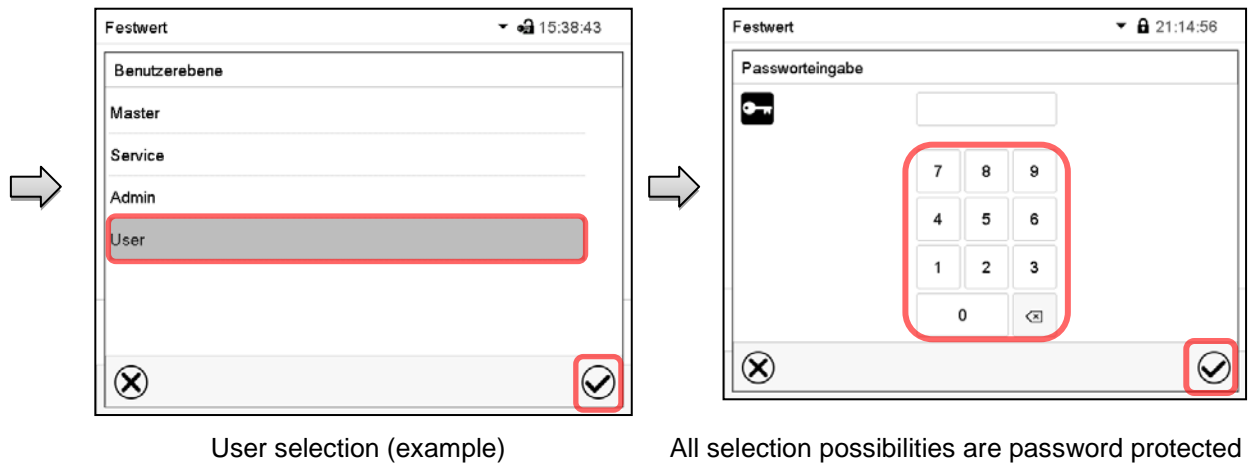 Festwert 15:38:43
Benutzerebene
Master
Service
Admin
User
User selection (example)
Festwert 21:14:56
Passworteingabe
7 8 9
4 5 6
1 2 3
0
All selection possibilities are password protected